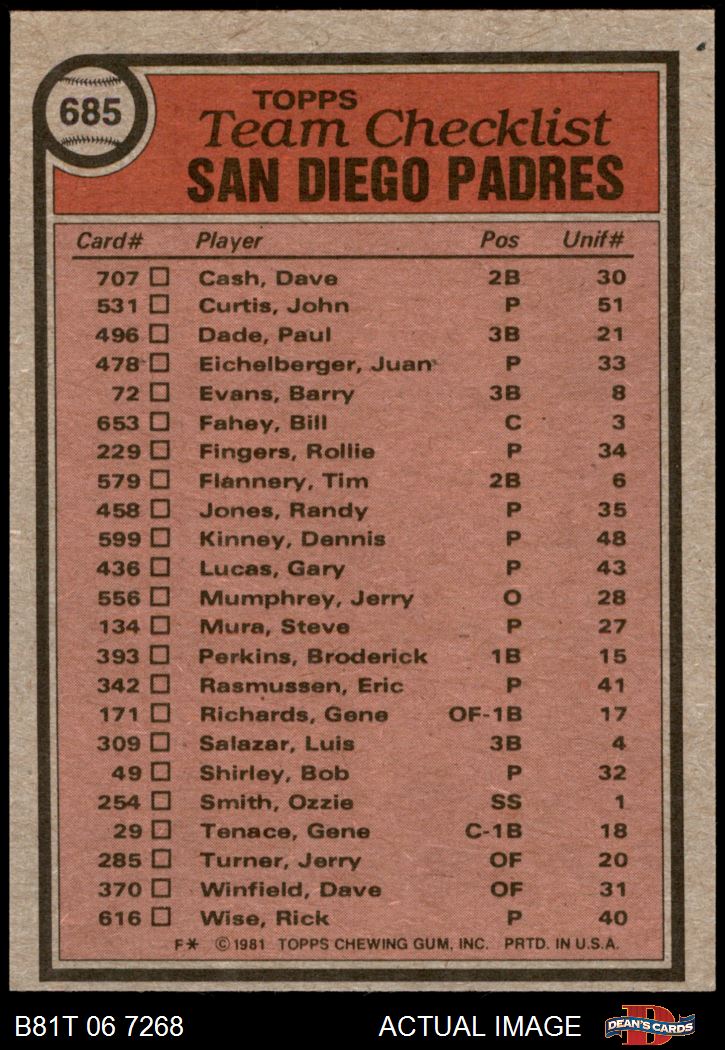 685
TOPPS
Team Checklist
SAN DIEGO PADRES
Card# Player Pos Unif#
707 Cash, Dave 2B 30
531 Curtis, John P 51
496 Dade, Paul 3B 21
478 Eichelberger, Juan P 33
72 Evans, Barry 3B 8
653 Fahey, Bill C 3
229 Fingers, Rollie P 34
579 Flannery, Tim 2B 6
458 Jones, Randy P 35
599 Kinney, Dennis P 48
436 Lucas, Gary P 43
556 Mumphrey, Jerry O 28
134 Mura, Steve P 27
393 Perkins, Broderick 1B 15
342 Rasmussen, Eric P 41
171 Richards, Gene OF-1B 17
309 Salazar, Luis 3B 4
49 Shirley, Bob P 32
254 Smith, Ozzie SS 1
29 Tenace, Gene C-1B 18
285 Turner, Jerry OF 20
370 Winfield, Dave OF 31
616 Wise, Rick P 40
F* ©1981 TOPPS CHEWING GUM, INC. PRTD. IN U.S.A.
B81T 06 7268 ACTUAL IMAGE D DEAN'S CARDS